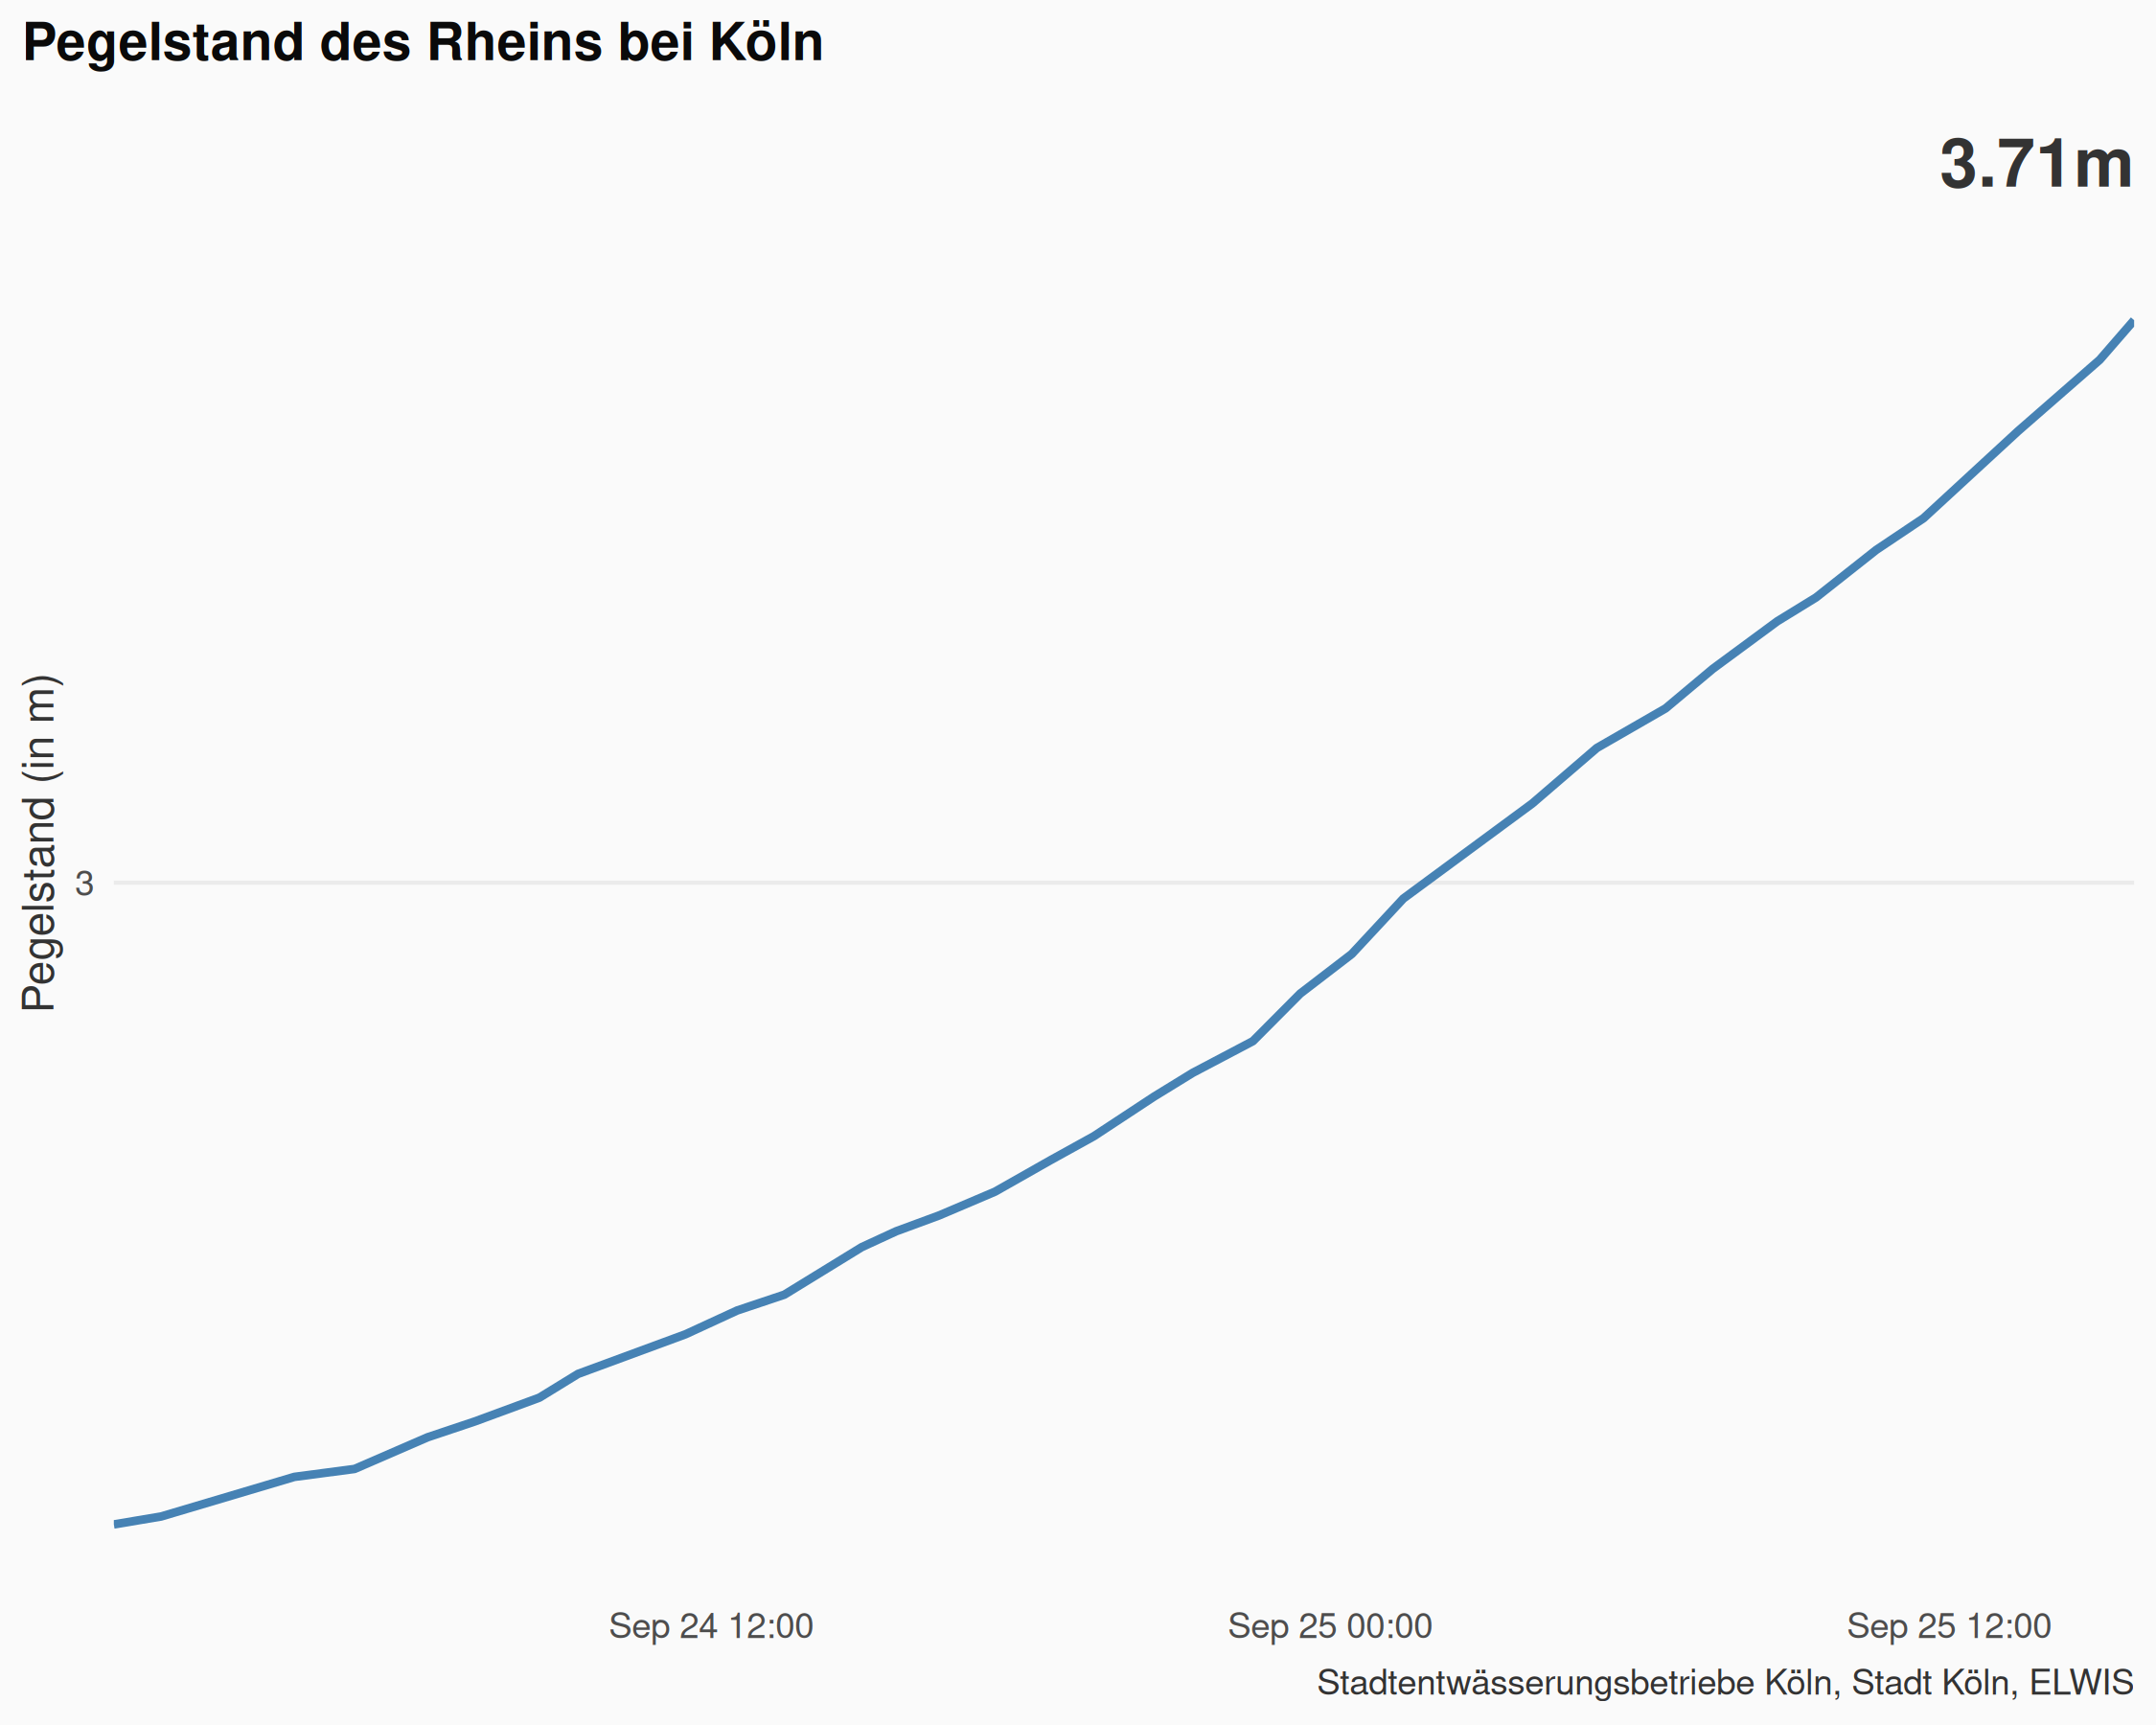 Pegelstand des Rheins bei Köln
3.71m
Pegelstand (in m)
3
Sep 24 12:00
Sep 25 00:00
Sep 25 12:00
Stadtentwässerungsbetriebe Köln, Stadt Köln, ELWIS